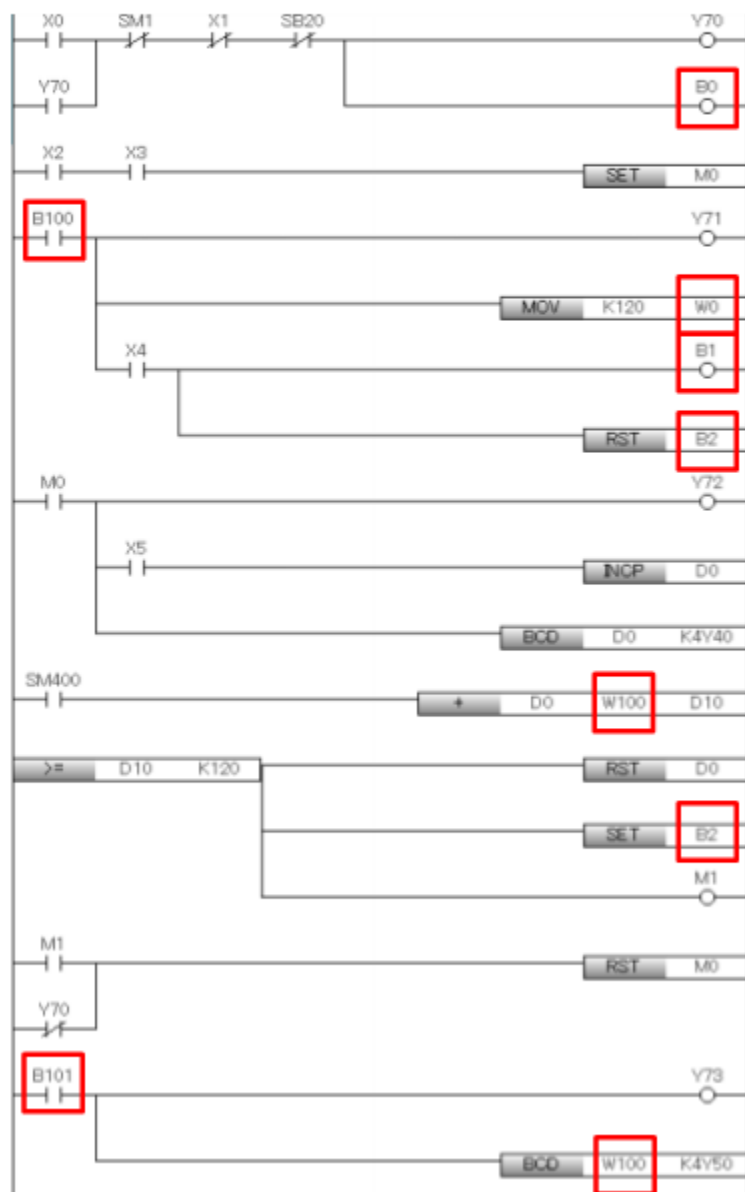 X0 SM1 X1 SB20 Y70
Y70 B0
X2 X3
SET M0
B100 Y71
MOV K120 W0
X4 B1
RST B2
M0 Y72
X5
INCP D0
BCD D0 K4Y40
SM400
+ D0 W100 D10
>= D10 K120 RST D0
SET B2
M1
M1
RST M0
Y70
B101 Y73
BCD W100 K4Y50